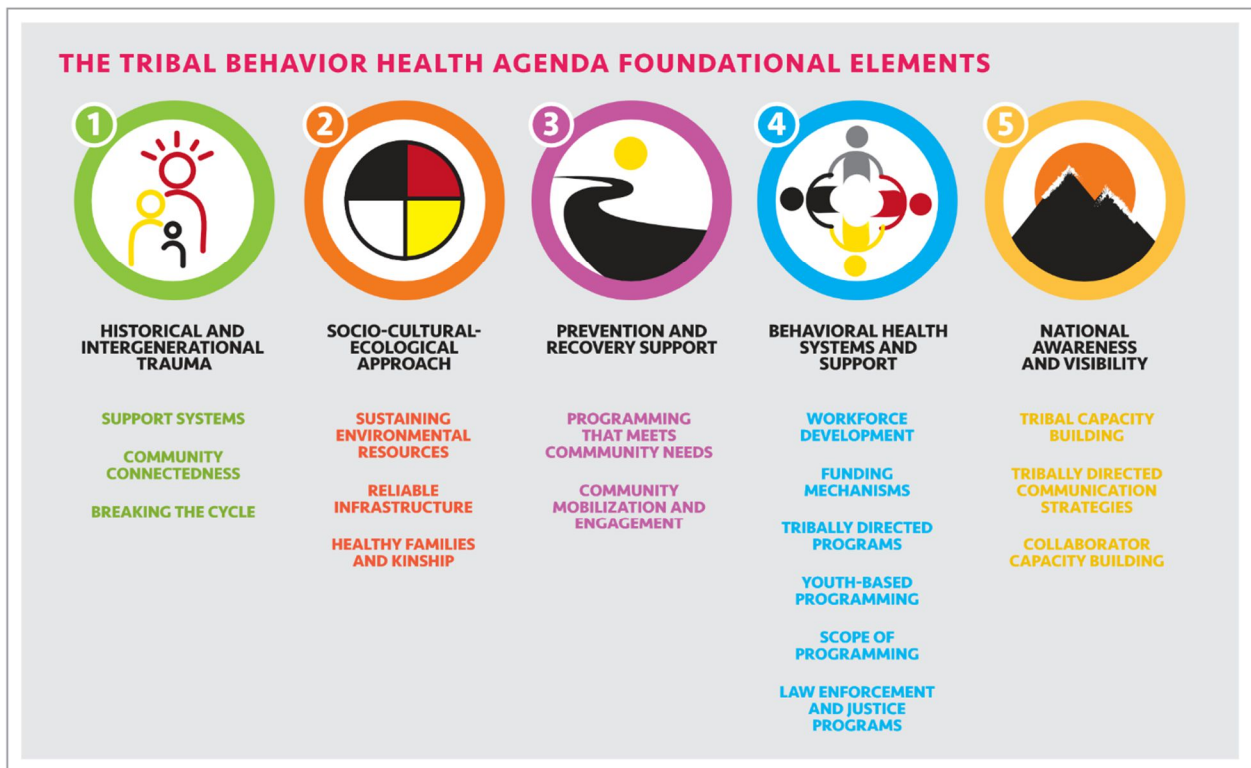 THE TRIBAL BEHAVIOR HEALTH AGENDA FOUNDATIONAL ELEMENTS
1
HISTORICAL AND
INTERGENERATIONAL
TRAUMA
SUPPORT SYSTEMS
COMMUNITY
CONNECTEDNESS
BREAKING THE CYCLE
2
SOCIO-CULTURAL-
ECOLOGICAL
APPROACH
SUSTAINING
ENVIRONMENTAL
RESOURCES
RELIABLE
INFRASTRUCTURE
HEALTHY FAMILIES
AND KINSHIP
3
PREVENTION AND
RECOVERY SUPPORT
PROGRAMMING
THAT MEETS
COMMMUNITY NEEDS
COMMUNITY
MOBILIZATION AND
ENGAGEMENT
4
BEHAVIORAL HEALTH
SYSTEMS AND
SUPPORT
WORKFORCE
DEVELOPMENT
FUNDING
MECHANISMS
TRIBALLY DIRECTED
PROGRAMS
YOUTH-BASED
PROGRAMMING
SCOPE OF
PROGRAMMING
LAW ENFORCEMENT
AND JUSTICE
PROGRAMS
5
NATIONAL
AWARENESS
AND VISIBILITY
TRIBAL CAPACITY
BUILDING
TRIBALLY DIRECTED
COMMUNICATION
STRATEGIES
COLLABORATOR
CAPACITY BUILDING